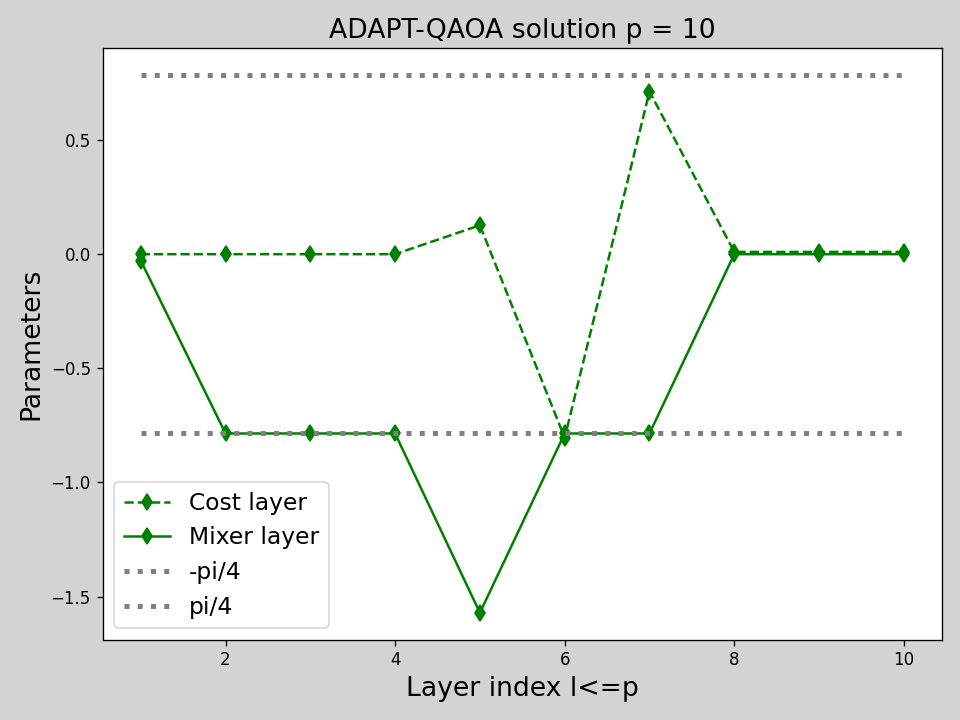 ADAPT-QAOA solution p = 10
Parameters
0.5
0.0
−0.5
−1.0
−1.5
Cost layer
Mixer layer
-pi/4
pi/4
2 4 6 8 10
Layer index l<=p